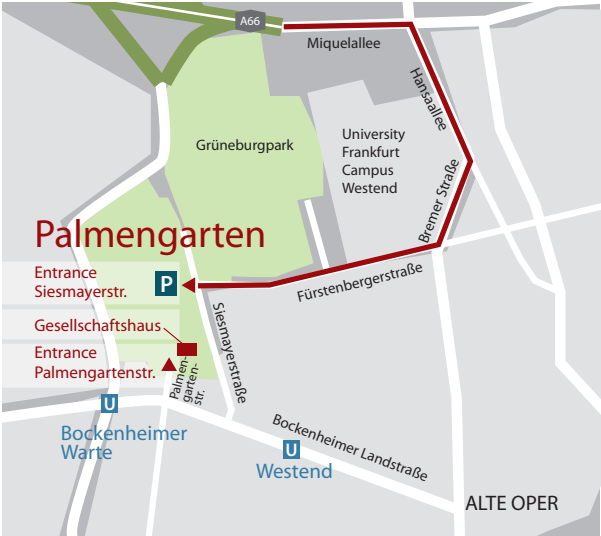 A66
Miquelallee
Hansaallee
Grüneburgpark
University
Frankfurt
Campus
Westend
Bremer Straße
Palmengarten
Entrance
Siesmayerstr.
P
Fürstenbergerstraße
Siesmayerstraße
Gesellschaftshaus
Entrance
Palmengartenstr.
Palmen-
garten-
str.
U
Bockenheimer
Warte
Bockenheimer Landstraße
U
Westend
ALTE OPER